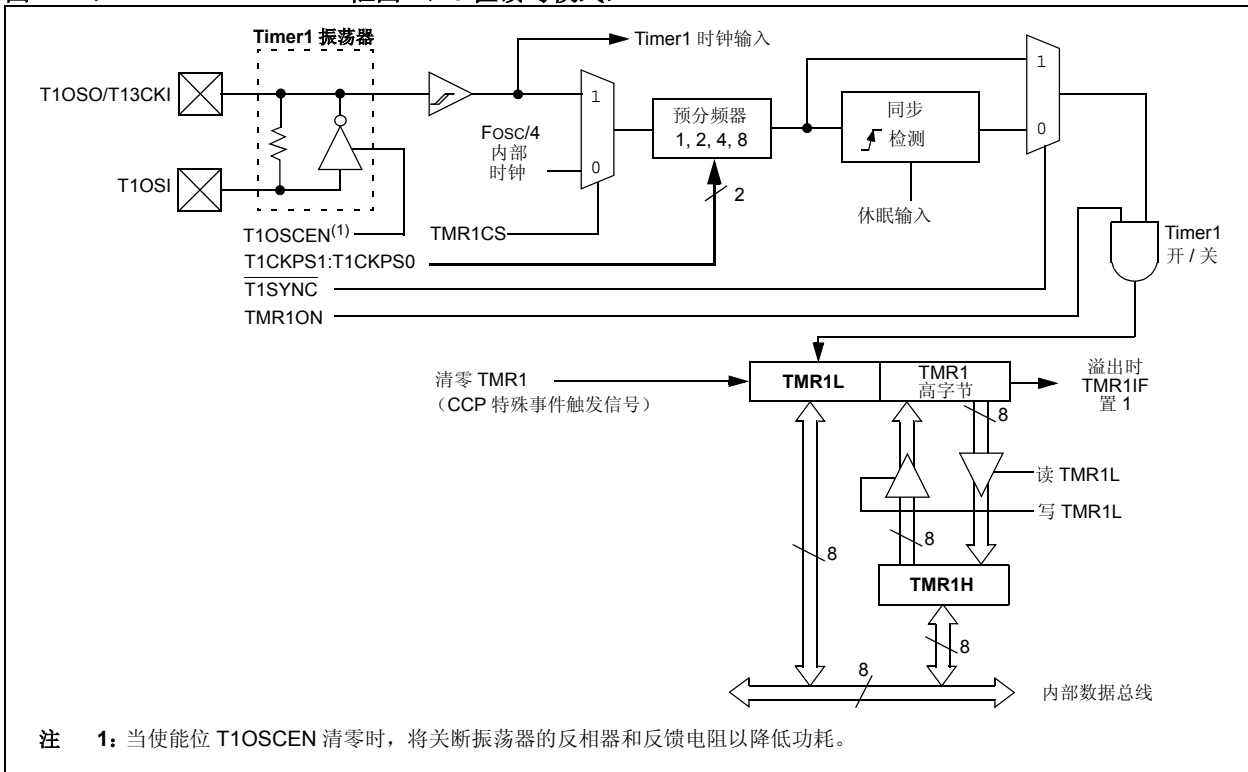 Timer1 振荡器
Timer1 时钟输入
T1OSO/T13CKI
T1OSI
1
0
FOSC/4
内部
时钟
预分频器
1, 2, 4, 8
2
同步
检测
休眠输入
1
0
T1OSCEN(1)
TMR1CS
T1CKPS1:T1CKPS0
T1SYNC
TMR1ON
Timer1
开 / 关
清零 TMR1
（CCP 特殊事件触发信号）
TMR1L
TMR1
高字节
溢出时
TMR1IF
置 1
8
读 TMR1L
写 TMR1L
8
8
TMR1H
8
8
内部数据总线
注 1: 当使能位 T1OSCEN 清零时，将关断振荡器的反相器和反馈电阻以降低功耗。